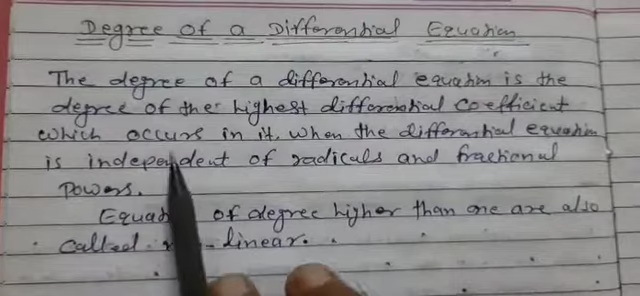 Degree of a Differential Equation
The degree of a differential equation is the
degree of the highest differential coefficient
which occurs in it, when the differential equation
is independent of radicals and fractional
Powers.
Equat of degree higher than one are also
called linear.